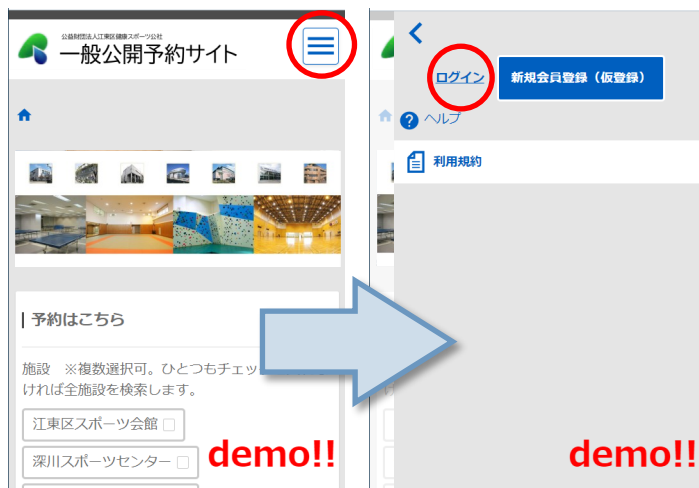 公益財団法人江東区健康スポーツ公社
一般公開予約サイト
予約はこちら
施設　※複数選択可。ひとつもチェッ
ければ全施設を検索します。
江東区スポーツ会館
深川スポーツセンター
demo!!
ログイン
新規会員登録（仮登録）
ヘルプ
利用規約
demo!!